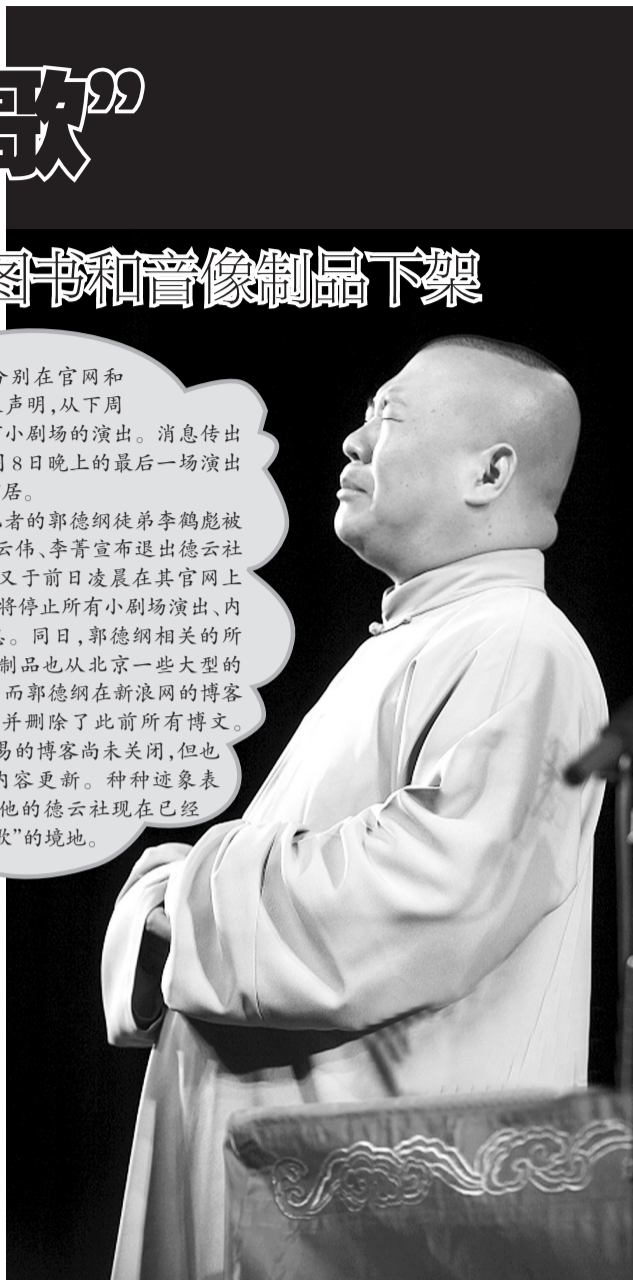 歌”
图书和音像制品下架
分别在官网和
声明，从下周
小剧场的演出。消息传出
8日晚上的最后一场演出
居。
者的郭德纲徒弟李鹤彪被
云伟、李菁宣布退出德云社
又于前日凌晨在其官网上
将停止所有小剧场演出、内
。同日，郭德纲相关的所
制品也从北京一些大型的
而郭德纲在新浪网的博客
并删除了此前所有博文。
易的博客尚未关闭，但也
内容更新。种种迹象表
他的德云社现在已经
歌”的境地。